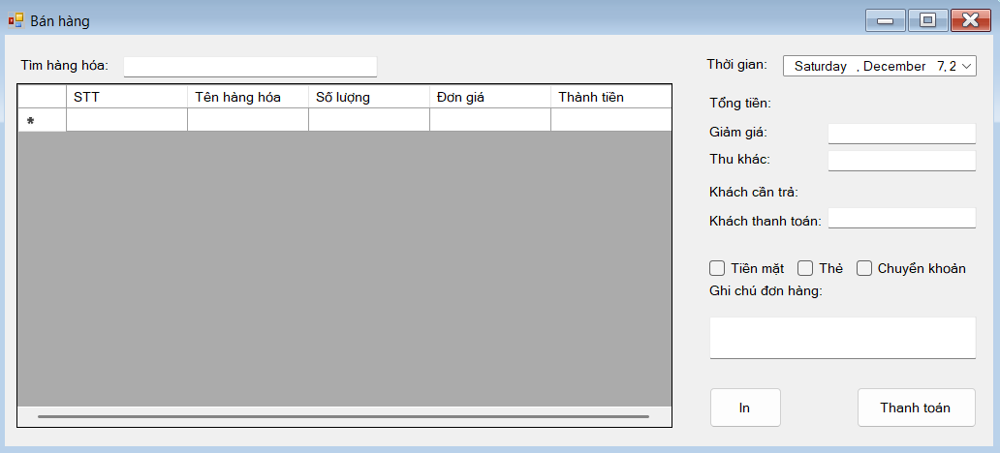 Bán hàng
Tìm hàng hóa:
STT Tên hàng hóa Số lượng Đơn giá Thành tiền
*
Thời gian: Saturday , December 7, 2
Tổng tiền:
Giảm giá:
Thu khác:
Khách cần trả:
Khách thanh toán:
Tiền mặt Thẻ Chuyển khoản
Ghi chú đơn hàng:
In Thanh toán